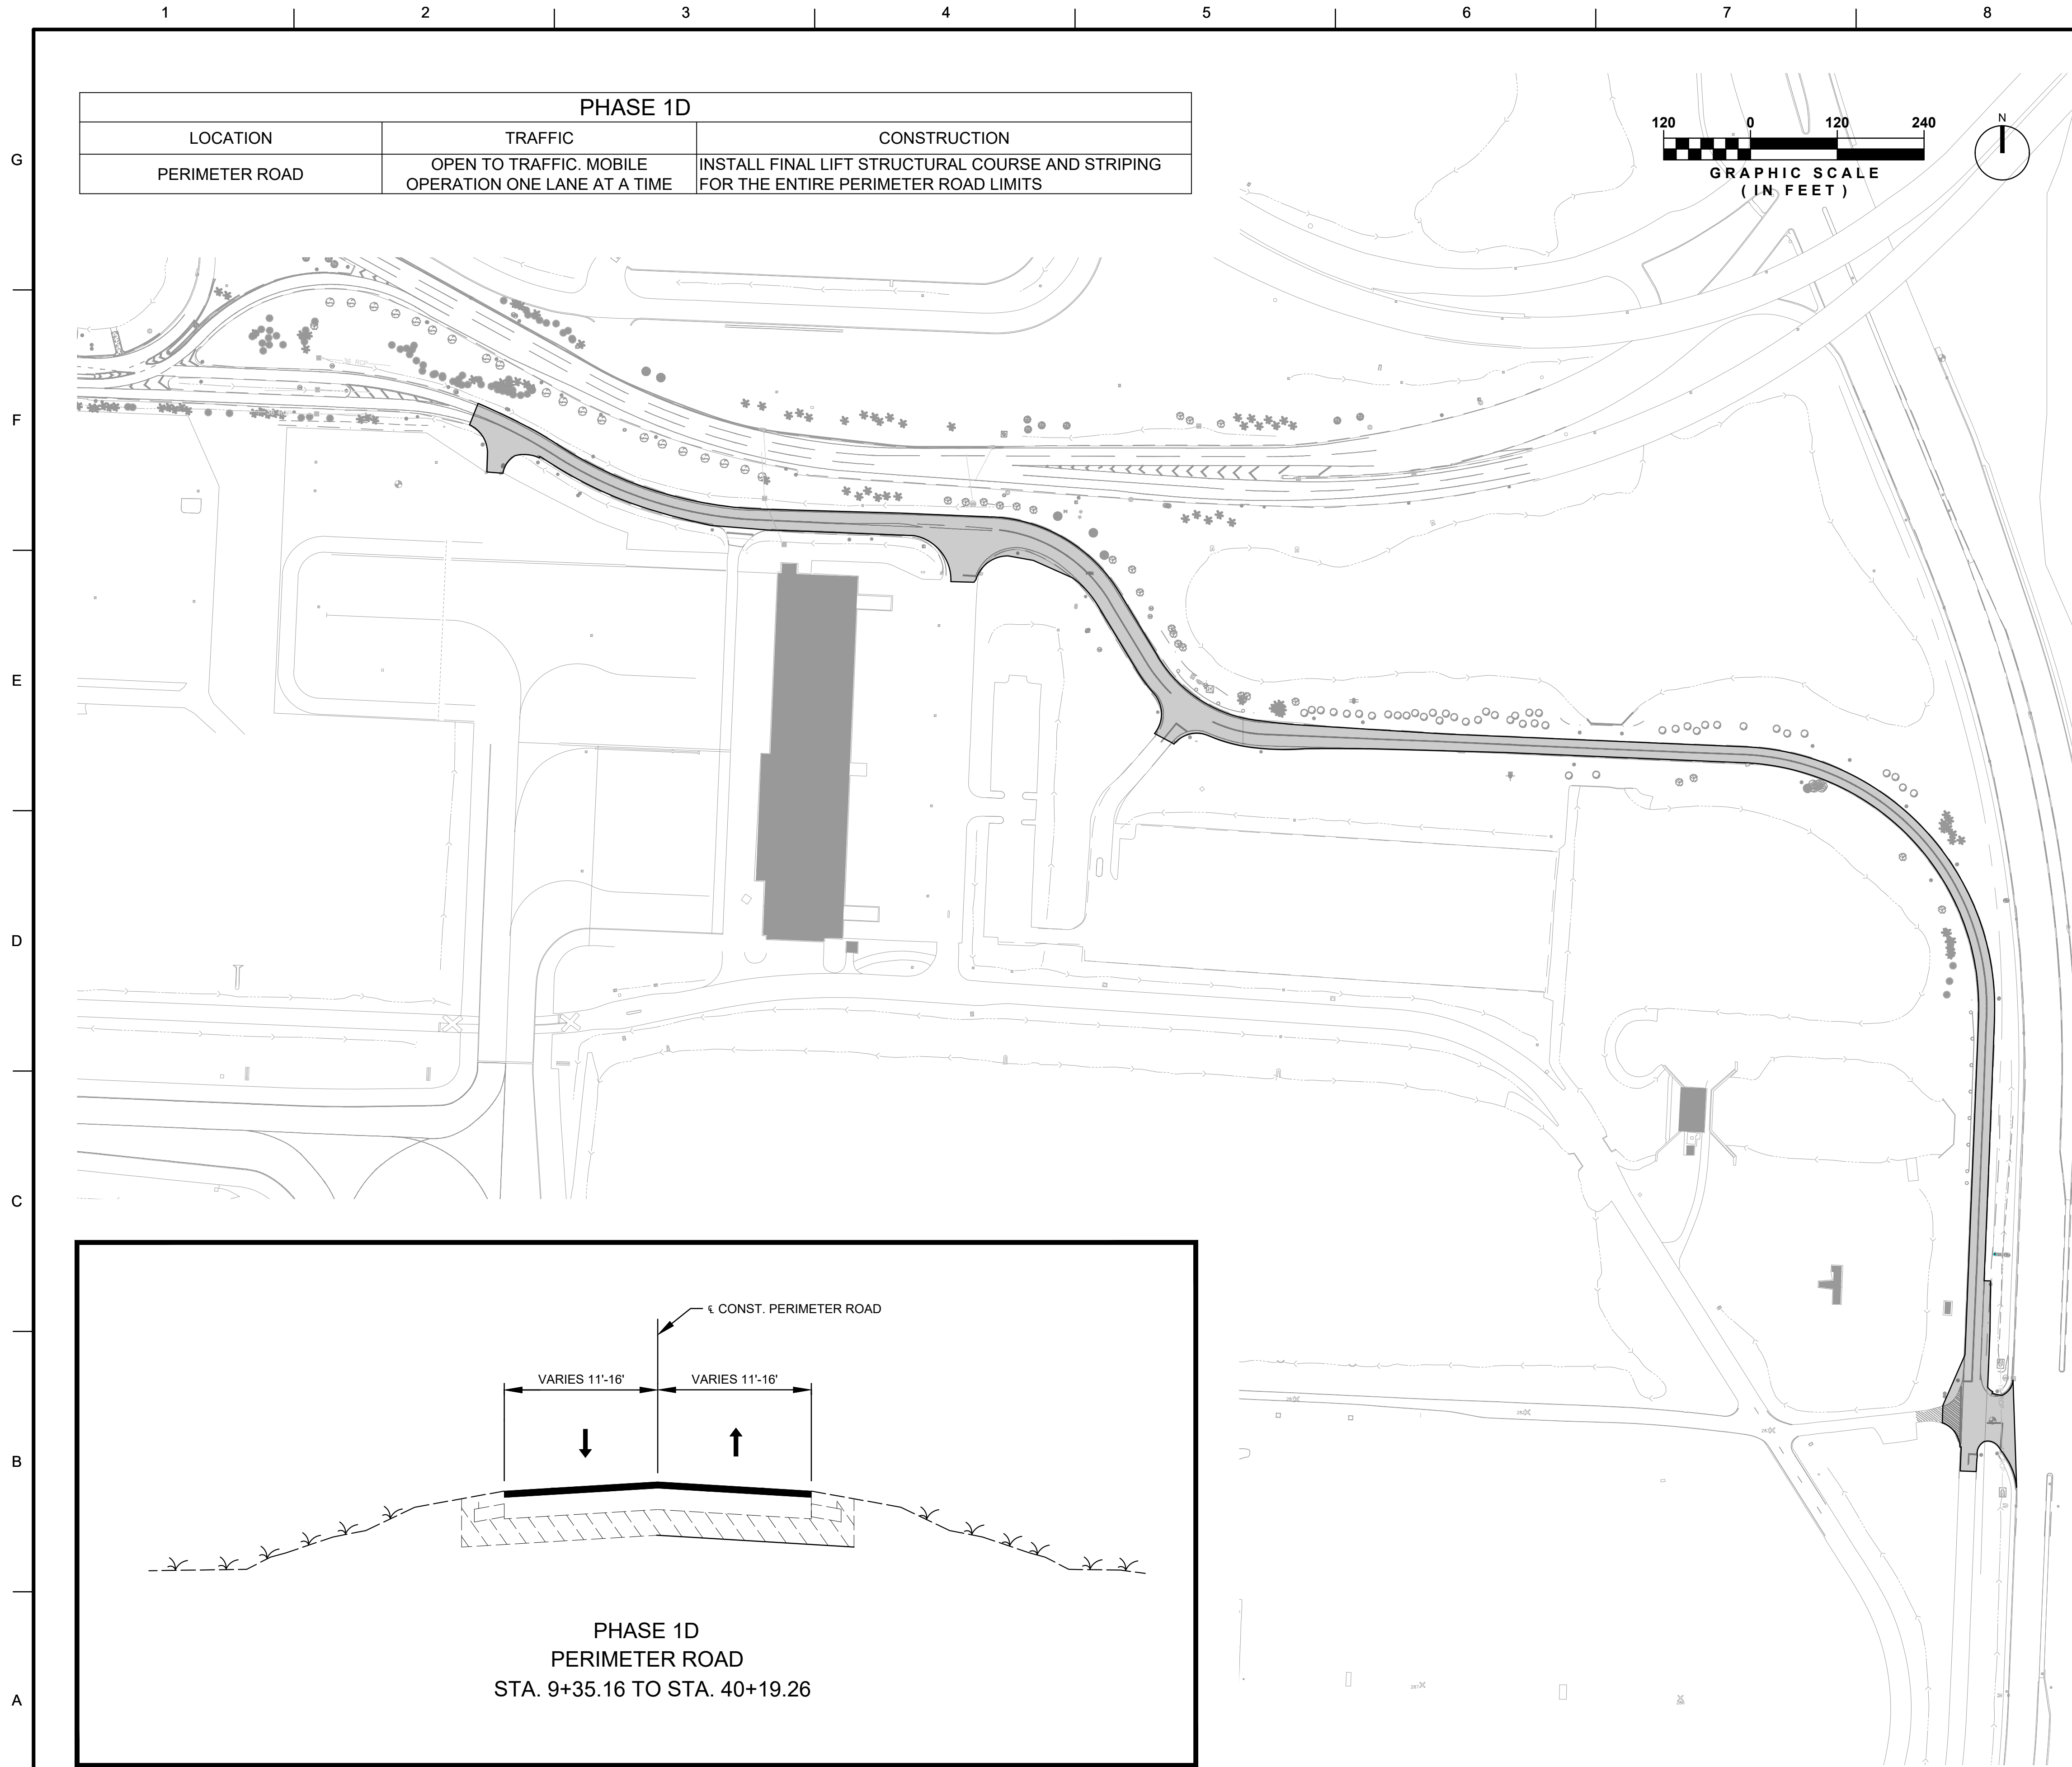 1 2 3 4 5 6 7 8
PHASE 1D
LOCATION TRAFFIC CONSTRUCTION
PERIMETER ROAD
OPEN TO TRAFFIC. MOBILE
OPERATION ONE LANE AT A TIME
INSTALL FINAL LIFT STRUCTURAL COURSE AND STRIPING
FOR THE ENTIRE PERIMETER ROAD LIMITS
120 0 120 240
GRAPHIC SCALE
( IN FEET )
N
G
F
E
D
C
B
A
℄ CONST. PERIMETER ROAD
VARIES 11'-16' VARIES 11'-16'
PHASE 1D
PERIMETER ROAD
STA. 9+35.16 TO STA. 40+19.26